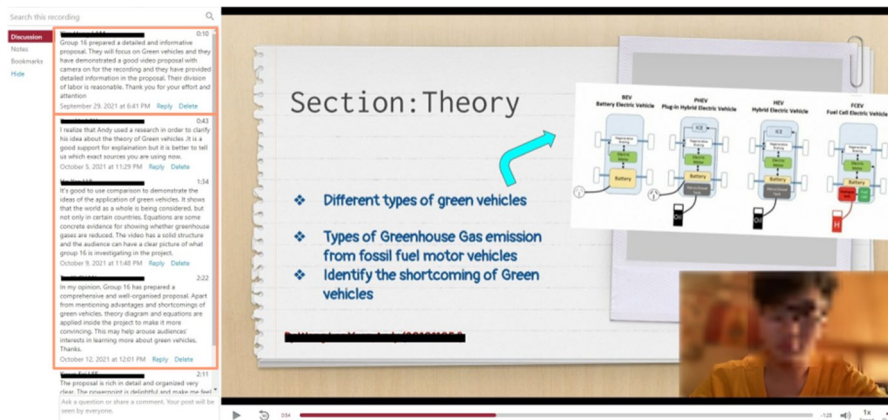 Search this recording
Discussion
Notes
Bookmarks
Hide
0:10
Group 16 prepared a detailed and informative
proposal. They will focus on Green vehicles and they
have demonstrated a good video proposal with
camera on for the recording and they have provided
detailed information in the proposal. Their division
of labor is reasonable. Thank you for your effort and
attention
September 29, 2021 at 6:41 PM Reply Delete
0:43
I realize that Andy used a research in order to clarify
his idea about the theory of Green Vehicles .It is a
good support for explanation but it is better to tell
us which exact sources you are using now.
October 5, 2021 at 11:29 PM Reply Delete
1:34
It's good to use comparison to demonstrate the
ideas of the application of green vehicles. It shows
that the world as a whole is being considered, but
not only in certain countries. Equations are some
concrete evidence for showing whether greenhouse
gases are reduced. The video has a solid structure
and the audience can have a clear picture of what
group 16 is investigating in the project.
October 9, 2021 at 11:48 PM Reply Delete
2:22
In my opinion, Group 16 has prepared a
comprehensive and well-organised proposal. Apart
from mentioning advantages and shortcomings of
green vehicles, theory diagram and equations are
applied inside the project to make it more
convincing. This may help arouse audiences'
interests in learning more about green vehicles.
Thanks.
October 12, 2021 at 12:01 PM Reply Delete
2:11
The proposal is rich in detail and organized very
clear. The powerpoint is delightful and make me feel
Ask a question or share a comment. Your post will be
seen by everyone.
Section:Theory
Different types of green vehicles
Types of Greenhouse Gas emission
from fossil fuel motor vehicles
Identify the shortcoming of Green
vehicles
BEV
Battery Electric Vehicle
PHEV
Plug-in Hybrid Electric Vehicle
HEV
Hybrid Electric Vehicle
FCEV
Fuel Cell Electric Vehicle
ICE
ICE
Electric
Motor
Electric
Motor
Electric
Motor
Battery
Battery
Battery
Battery
H
1x